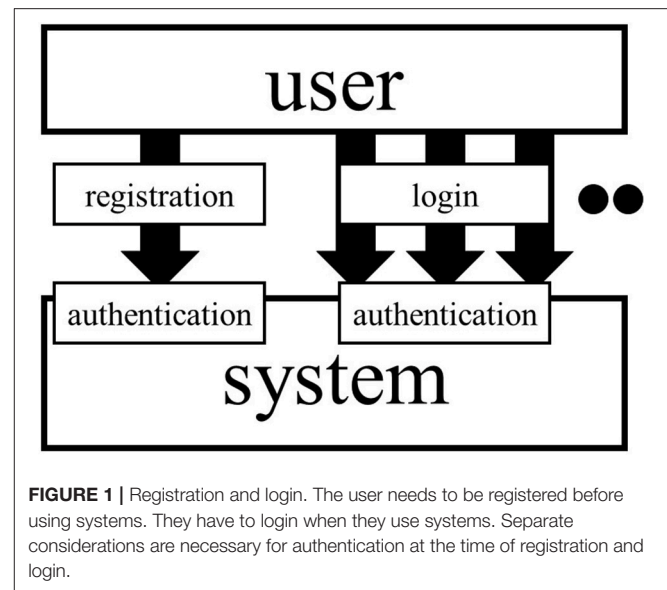 user
registration login
authentication authentication
system
FIGURE 1 | Registration and login. The user needs to be registered before
using systems. They have to login when they use systems. Separate
considerations are necessary for authentication at the time of registration and
login.